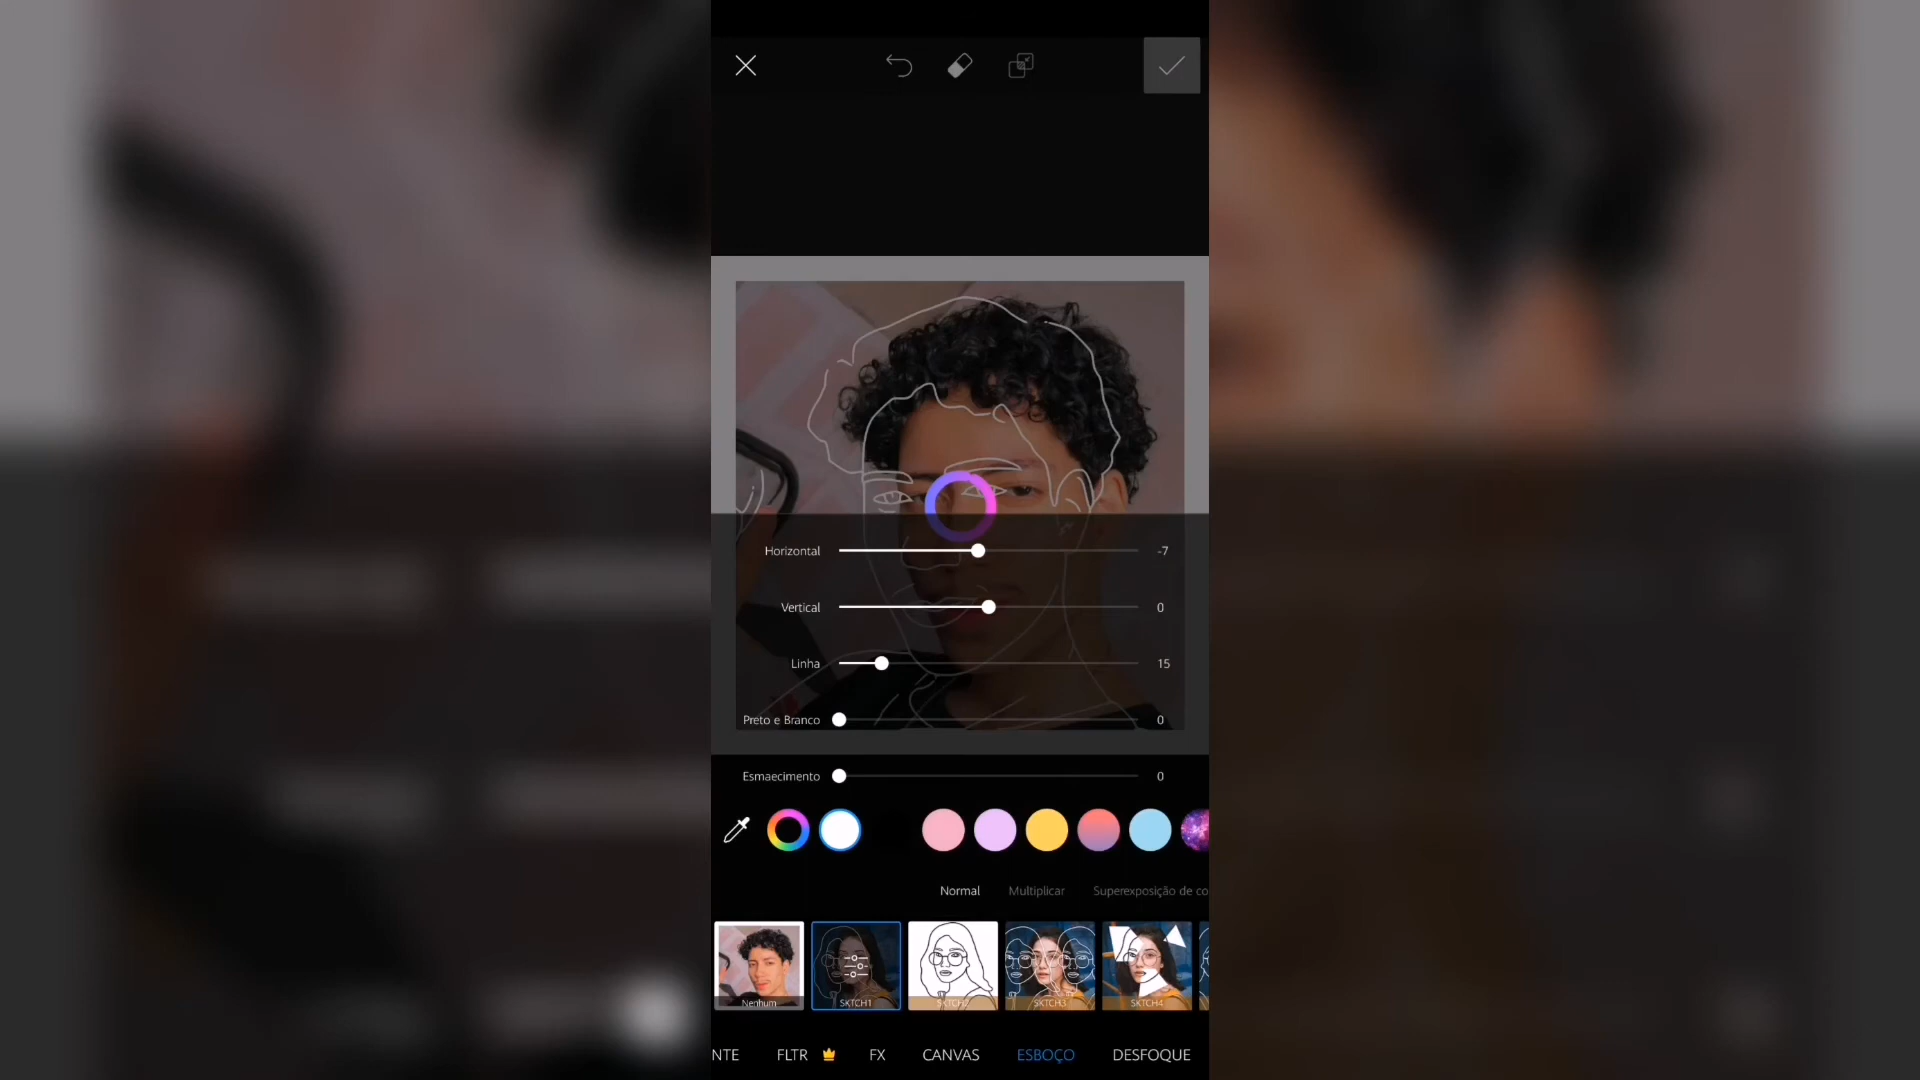 Horizontal -7
Vertical 0
Linha 15
Preto e Branco 0
Esmaecimento 0
Normal Multiplicar Superexposição de co
Nenhum SKTCH1 SKTCH2 SKTCH3 SKTCH4
NTE FLTR FX CANVAS ESBOÇO DESFOQUE